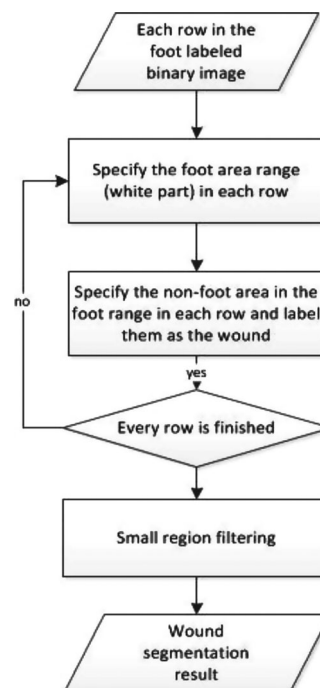 Each row in the
foot labeled
binary image
Specify the foot area range
(white part) in each row
no
Specify the non-foot area in the
foot range in each row and label
them as the wound
yes
Every row is finished
Small region filtering
Wound
segmentation
result